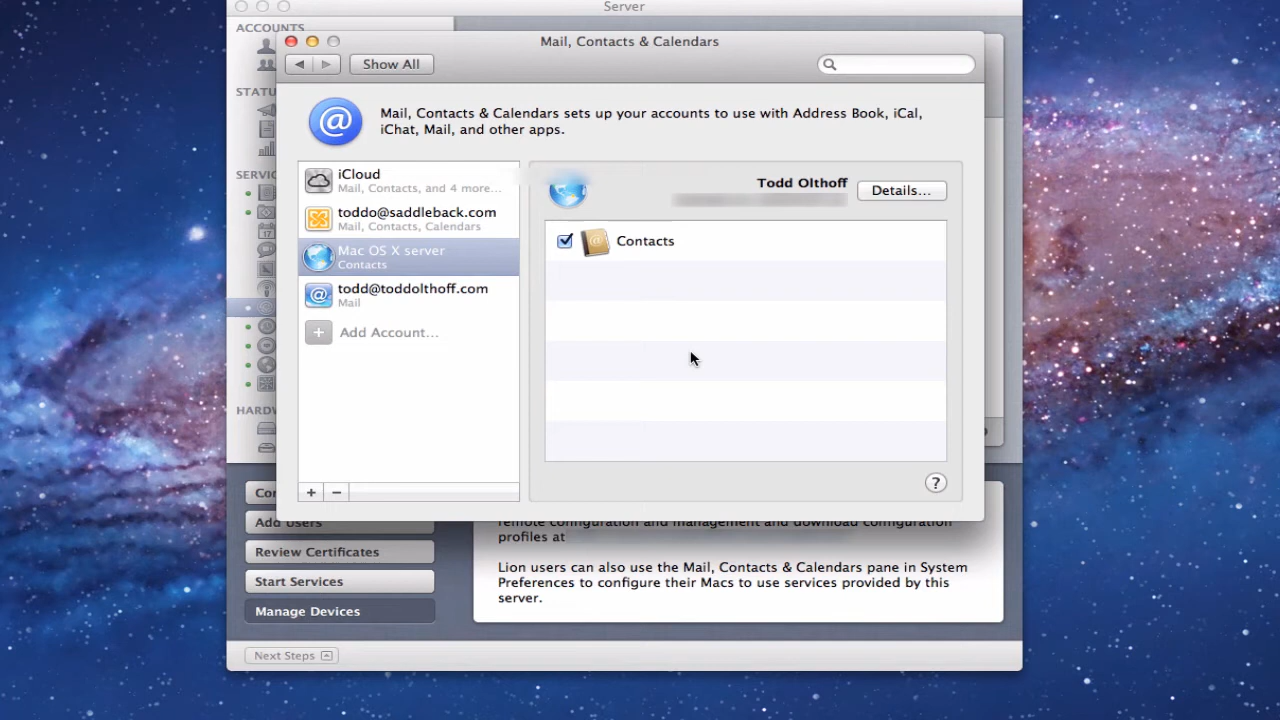 Server
ACCOUNTS
Mail, Contacts & Calendars
Show All
STATU
Mail, Contacts & Calendars sets up your accounts to use with Address Book, iCal,
iChat, Mail, and other apps.
SERVIC
iCloud
Mail, Contacts, and 4 more...
toddo@saddleback.com
Mail, Contacts, Calendars
Mac OS X server
Contacts
todd@toddolthoff.com
Mail
Add Account...
Todd Olthoff
Details...
Contacts
HARDW
+ −
?
Con
Add Users
Review Certificates
Start Services
Manage Devices
remote configuration and management and download configuration
profiles at
Lion users can also use the Mail, Contacts & Calendars pane in System
Preferences to configure their Macs to use services provided by this
server.
Next Steps